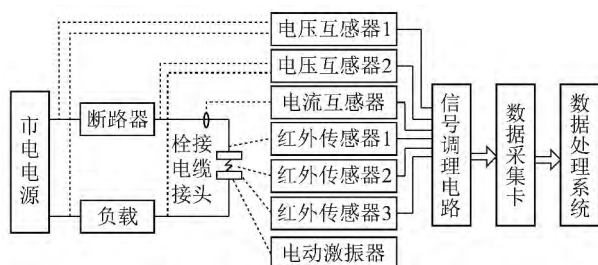 市电电源
断路器
负载
栓接
电缆
接头
电压互感器1
电压互感器2
电流互感器
红外传感器1
红外传感器2
红外传感器3
电动激振器
信号调理电路
数据采集卡
数据处理系统